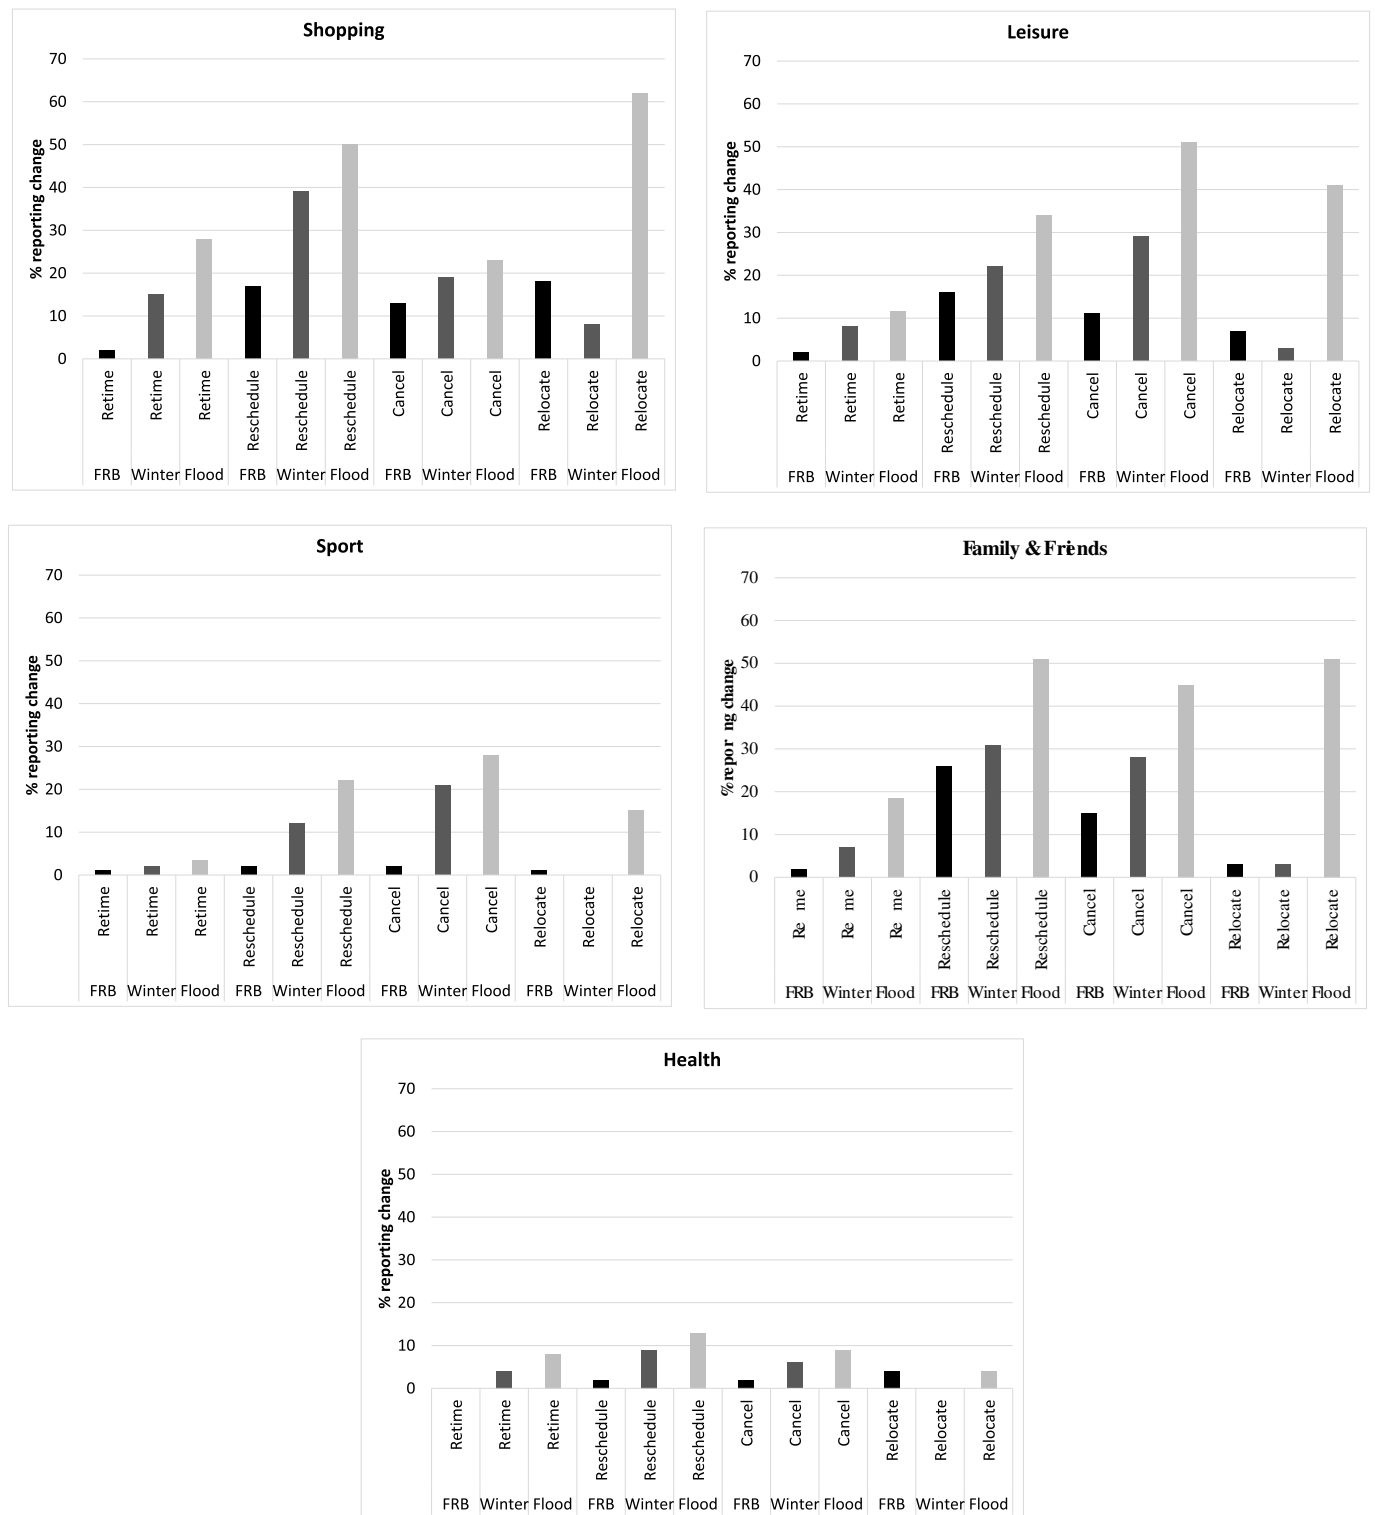 Shopping
% reporting change
70
60
50
40
30
20
10
0
Retime Retime Retime Reschedule Reschedule Reschedule Cancel Cancel Cancel Relocate Relocate Relocate
FRB Winter Flood FRB Winter Flood FRB Winter Flood FRB Winter Flood
Leisure
% reporting change
70
60
50
40
30
20
10
0
Retime Retime Retime Reschedule Reschedule Reschedule Cancel Cancel Cancel Relocate Relocate Relocate
FRB Winter Flood FRB Winter Flood FRB Winter Flood FRB Winter Flood
Sport
% reporting change
70
60
50
40
30
20
10
0
Retime Retime Retime Reschedule Reschedule Reschedule Cancel Cancel Cancel Relocate Relocate Relocate
FRB Winter Flood FRB Winter Flood FRB Winter Flood FRB Winter Flood
Family & Friends
% repor ng change
70
60
50
40
30
20
10
0
Re me Re me Re me Reschedule Reschedule Reschedule Cancel Cancel Cancel Relocate Relocate Relocate
FRB Winter Flood FRB Winter Flood FRB Winter Flood FRB Winter Flood
Health
% reporting change
70
60
50
40
30
20
10
0
Retime Retime Retime Reschedule Reschedule Reschedule Cancel Cancel Cancel Relocate Relocate Relocate
FRB Winter Flood FRB Winter Flood FRB Winter Flood FRB Winter Flood